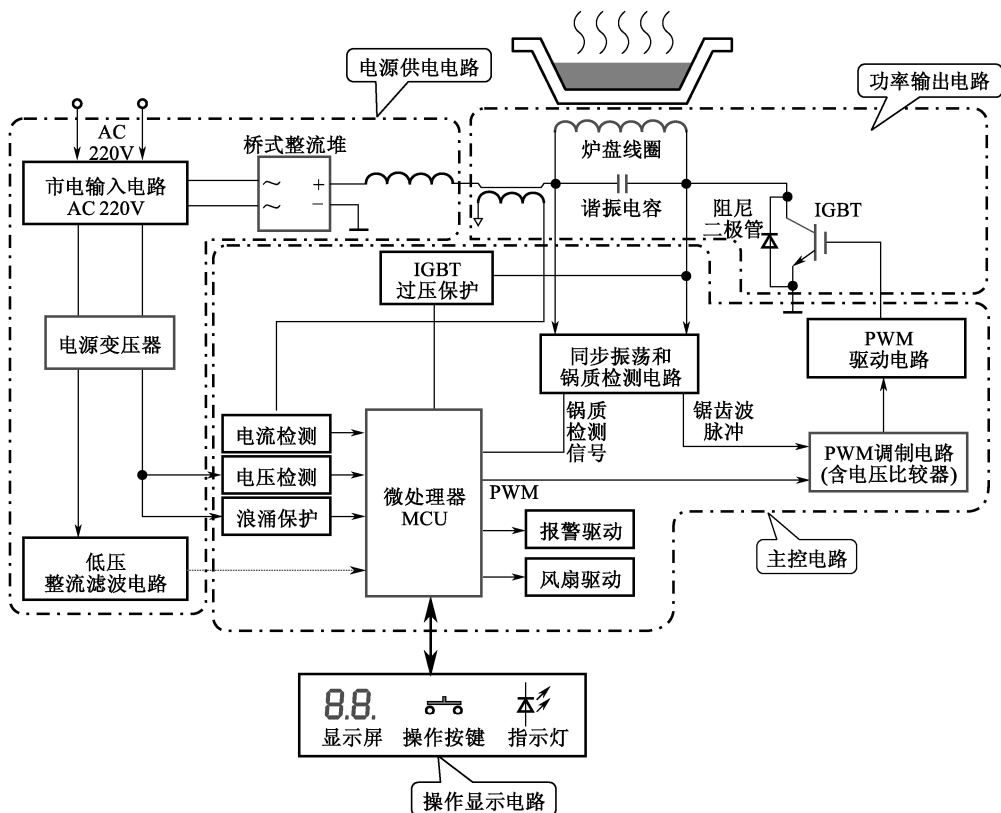 电源供电电路
功率输出电路
AC
220V
桥式整流堆
市电输入电路
AC 220V
~
~
+
−
炉盘线圈
谐振电容
阻尼
二极管
IGBT
IGBT
过压保护
电源变压器
同步振荡和
锅质检测电路
PWM
驱动电路
锅质
检测
信号
锯齿波
脉冲
电流检测
电压检测
浪涌保护
微处理器
MCU
PWM
PWM调制电路
(含电压比较器)
报警驱动
风扇驱动
主控电路
低压
整流滤波电路
8.8.
显示屏
操作按键
指示灯
操作显示电路